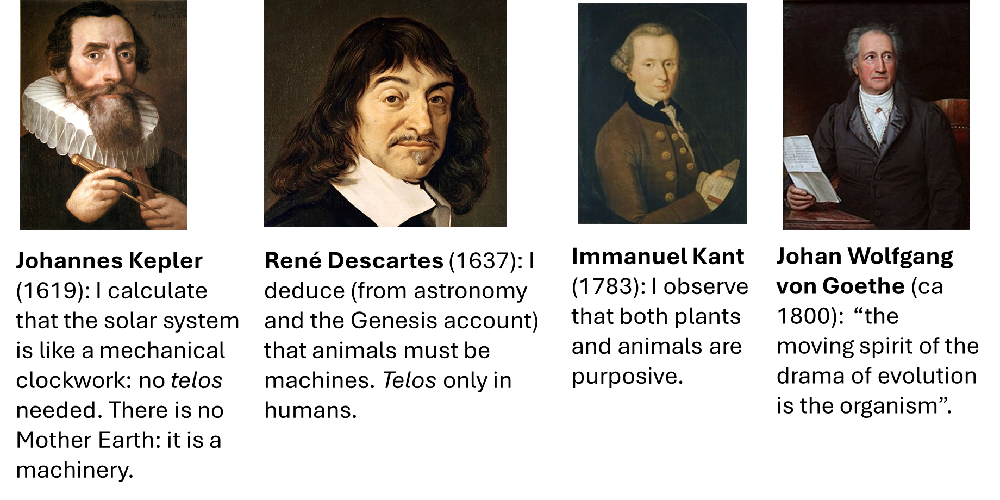 ÆTATIS SUÆ
1610
Johannes Kepler
(1619): I calculate
that the solar system
is like a mechanical
clockwork: no telos
needed. There is no
Mother Earth: it is a
machinery.
René Descartes (1637): I
deduce (from astronomy
and the Genesis account)
that animals must be
machines. Telos only in
humans.
Immanuel Kant
(1783): I observe
that both plants
and animals are
purposive.
Johan Wolfgang
von Goethe (ca
1800): “the
moving spirit of the
drama of evolution
is the organism”.